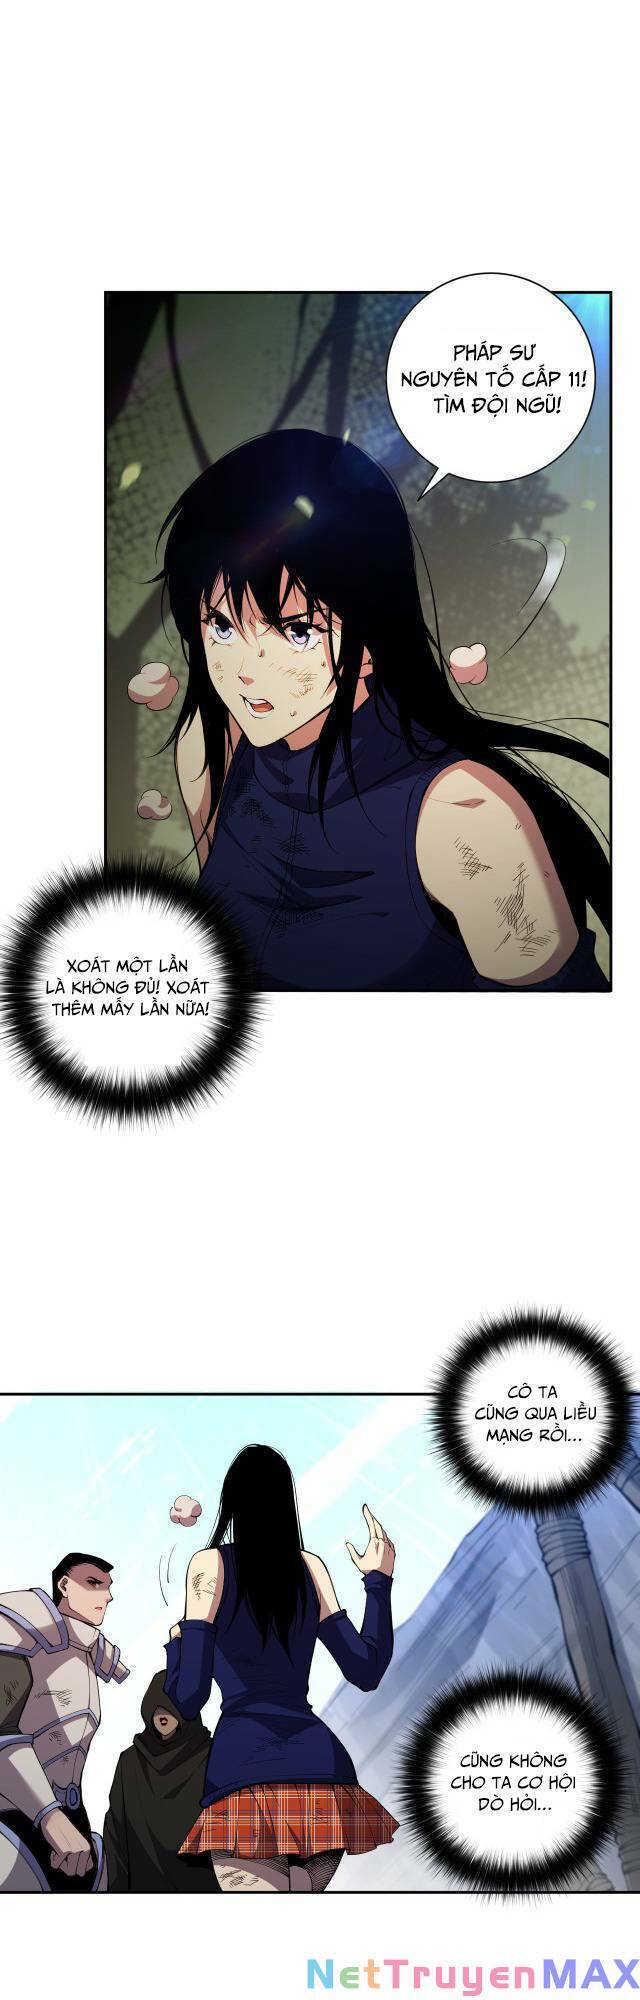 PHÁP SƯ
NGUYÊN TỐ CẤP 11!
TÌM ĐỘI NGŨ!
XOÁT MỘT LẦN
LÀ KHÔNG ĐỦ! XOÁT
THÊM MẤY LẦN NỮA!
CÔ TA
CŨNG QUA LIỀU
MẠNG RỒI...
CŨNG KHÔNG
CHO TA CƠ HỘI
DÒ HỎI...
NetTruyenMAX